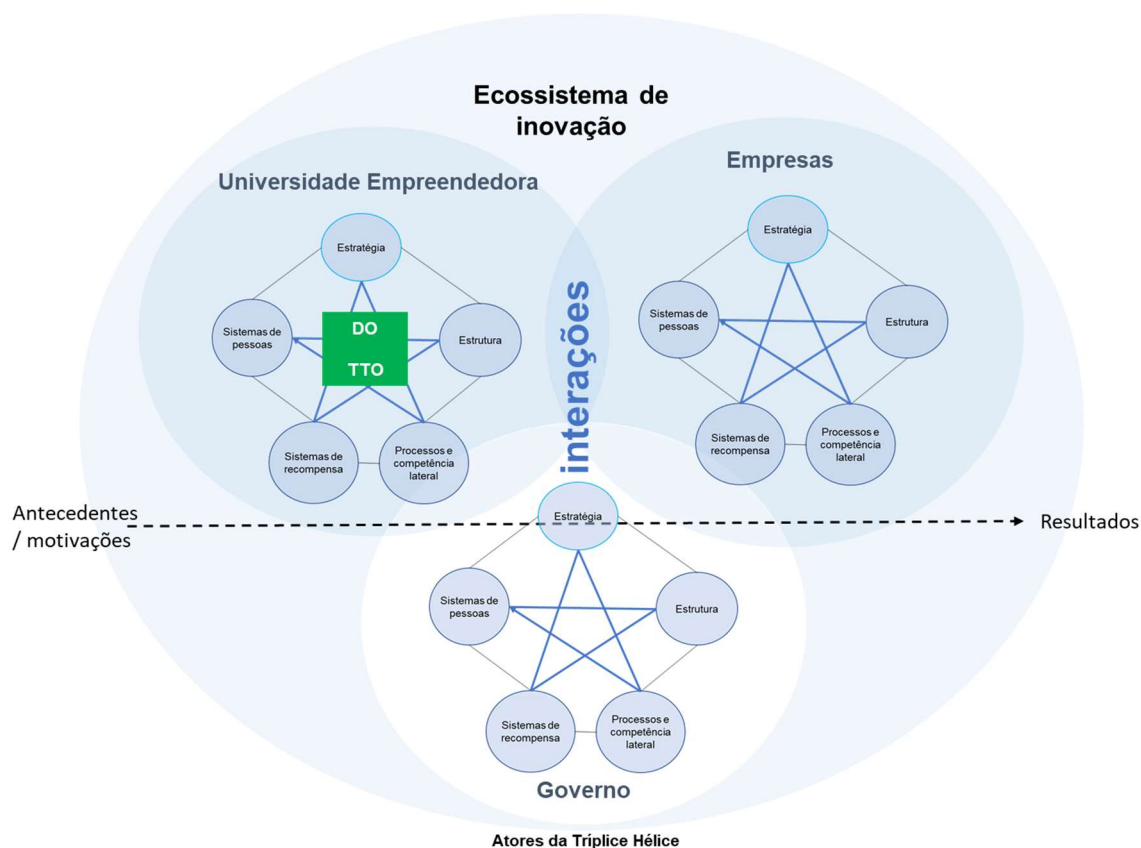 Ecossistema de
inovação
Universidade Empreendedora
Estratégia
Sistemas de
pessoas
DO
TTO
Estrutura
Sistemas de
recompensa
Processos e
competência
lateral
interações
Empresas
Estratégia
Sistemas de
pessoas
Estrutura
Sistemas de
recompensa
Processos e
competência
lateral
Antecedentes
/ motivações
Resultados
Estratégia
Sistemas de
pessoas
Estrutura
Sistemas de
recompensa
Processos e
competência
lateral
Governo
Atores da Tríplice Hélice